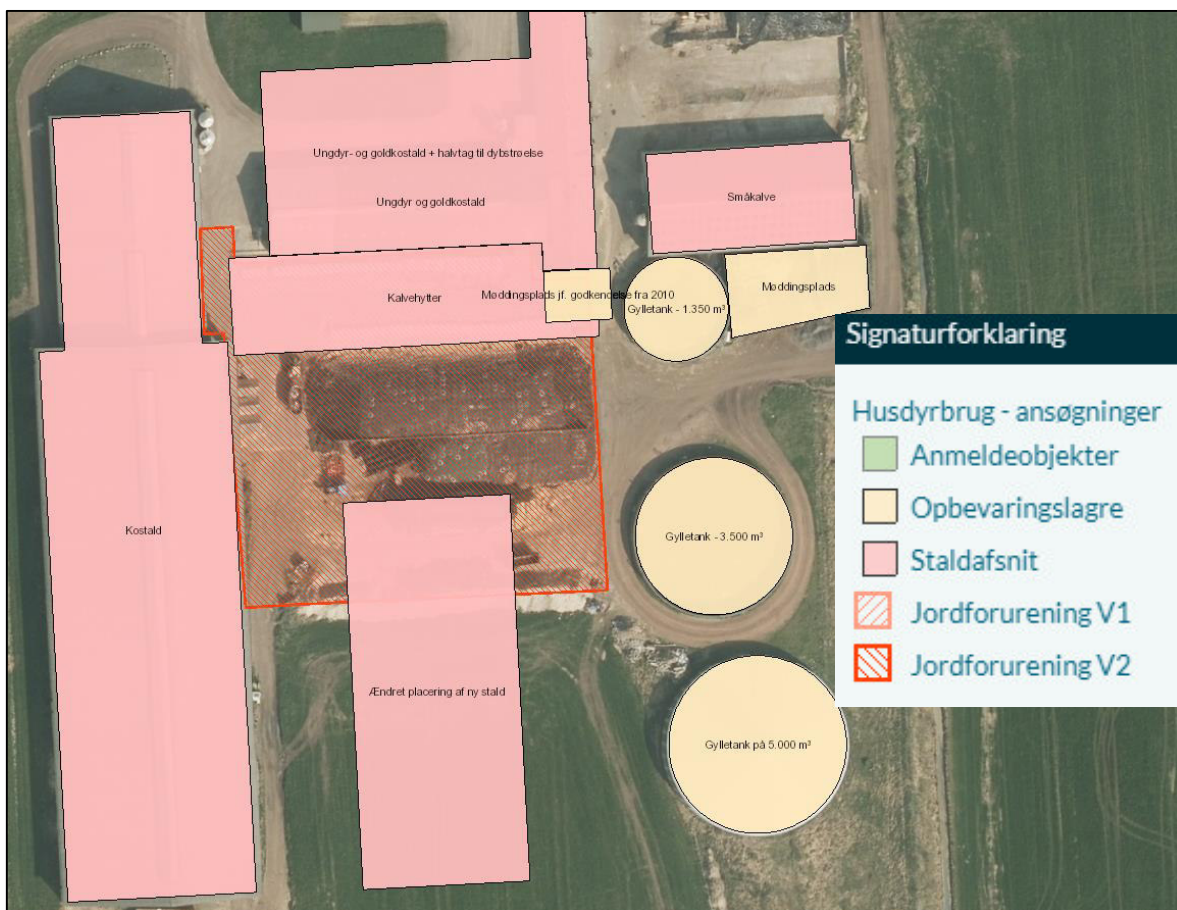 Ungdyr- og goldkostald + halvtag til dybstrøelse
Ungdyr og goldkostald
Småkalve
Kalvehytter
Møddingsplads jf. godkendelse fra 2010
Gylletank - 1.350 m³
Møddingsplads
Signaturforklaring
Husdyrbrug - ansøgninger
Anmeldeobjekter
Opbevaringslagre
Staldafsnit
Jordforurening V1
Jordforurening V2
Kostald
Gylletank - 3.500 m³
Ændret placering af ny stald
Gylletank på 5.000 m³